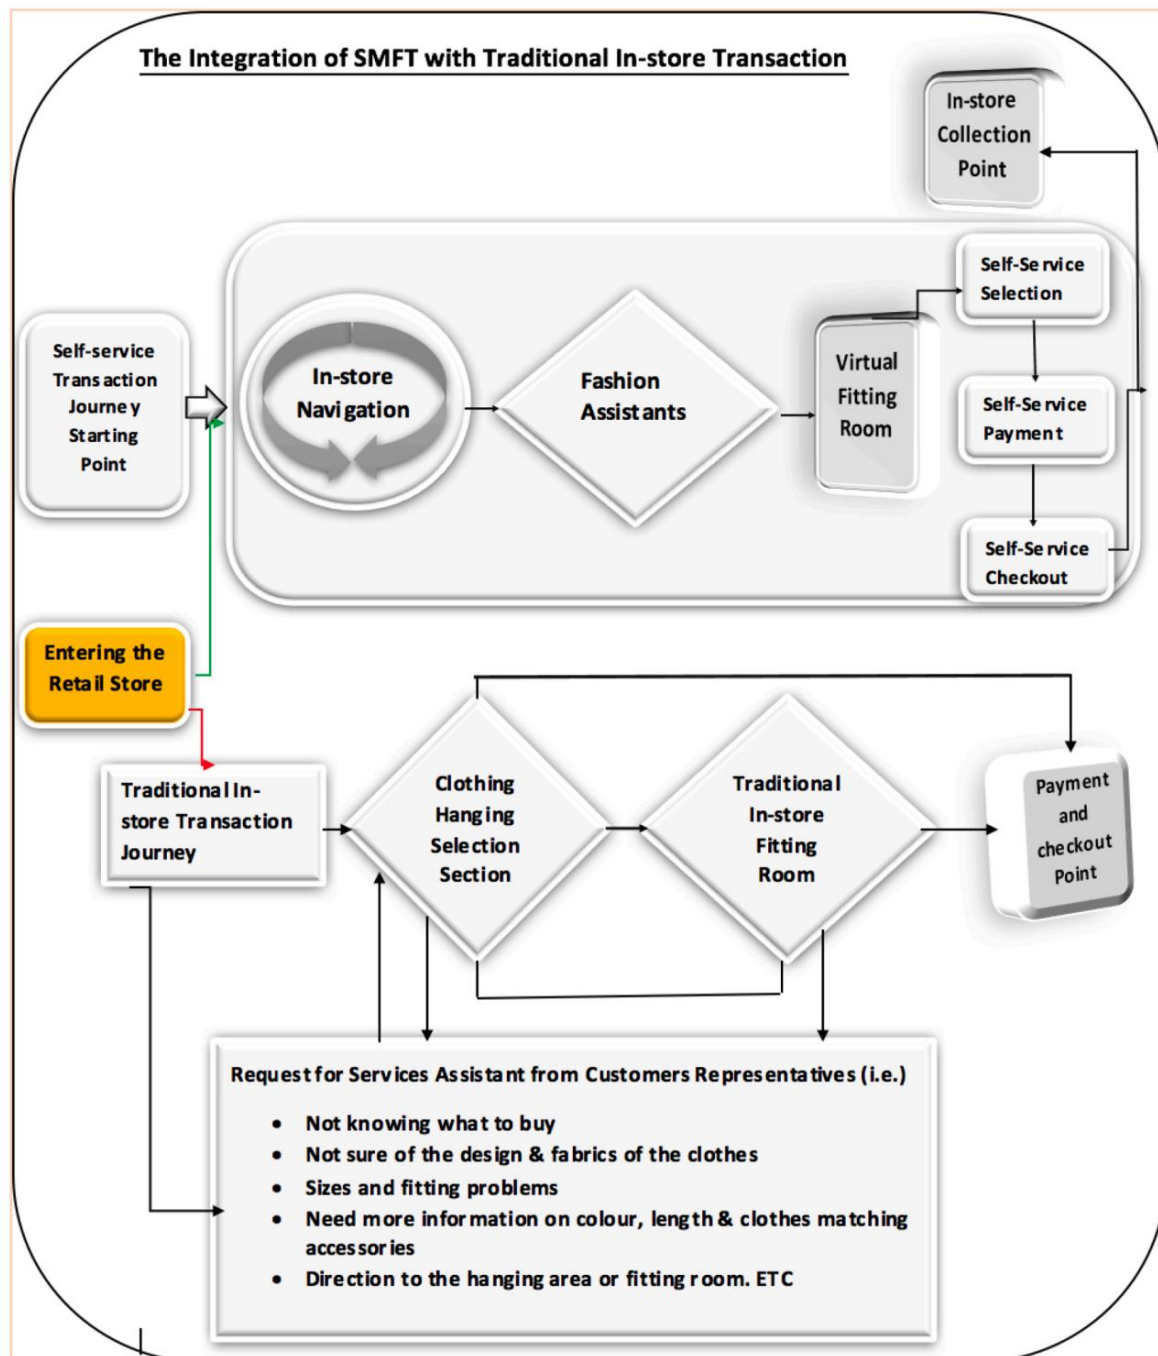 The Integration of SMFT with Traditional In-store Transaction
In-store
Collection
Point
Self-service
Transaction
Journey
Starting
Point
In-store
Navigation
Fashion
Assistants
Virtual
Fitting
Room
Self-Service
Selection
Self-Service
Payment
Self-Service
Checkout
Entering the
Retail Store
Traditional In-
store Transaction
Journey
Clothing
Hanging
Selection
Section
Traditional
In-store
Fitting
Room
Payment
and
checkout
Point
Request for Services Assistant from Customers Representatives (i.e.)
• Not knowing what to buy
• Not sure of the design & fabrics of the clothes
• Sizes and fitting problems
• Need more information on colour, length & clothes matching
accessories
• Direction to the hanging area or fitting room. ETC